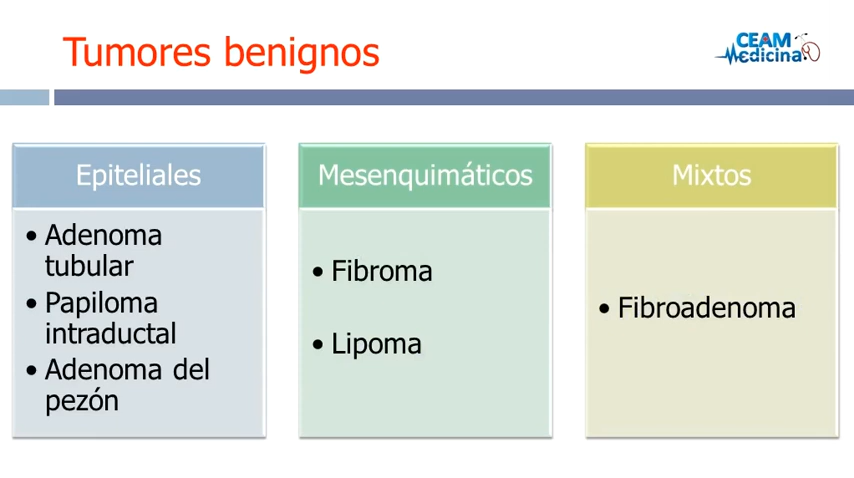 Tumores benignos
CEAM
Medicina
Epiteliales
• Adenoma
tubular
• Papiloma
intraductal
• Adenoma del
pezón
Mesenquimáticos
• Fibroma
• Lipoma
Mixtos
• Fibroadenoma